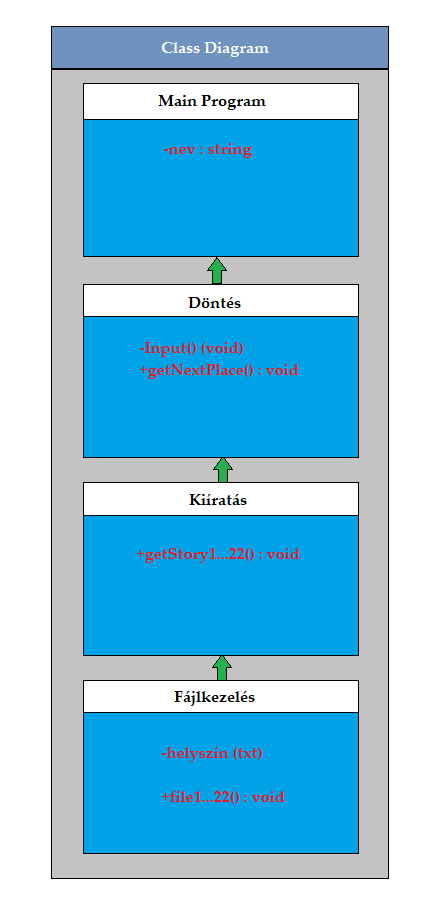 Class Diagram
Main Program
-nev : string
Döntés
-Input() (void)
+getNextPlace() : void
Kiíratás
+getStory1...22() : void
Fájlkezelés
-helyszín (txt)
+file1...22() : void